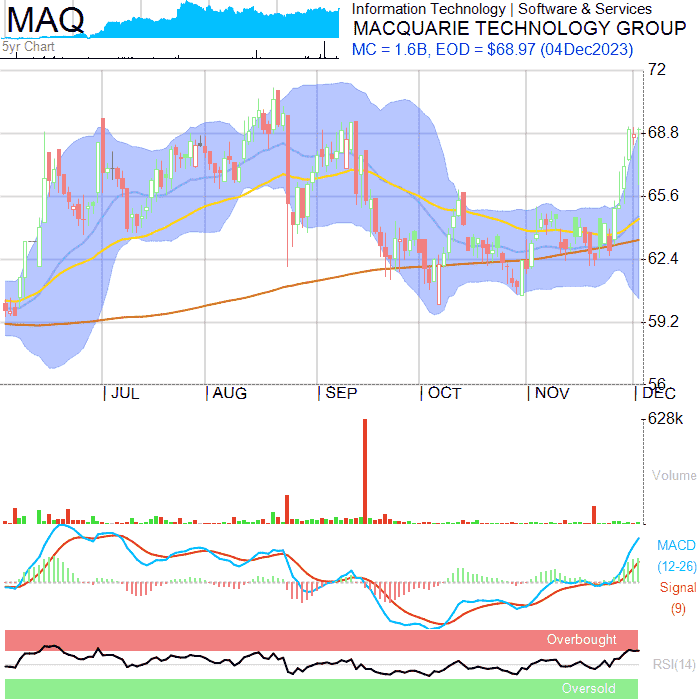 MAQ
Information Technology | Software & Services
MACQUARIE TECHNOLOGY GROUP
5yr Chart
MC = 1.6B, EOD = $68.97 (04Dec2023)
72
68.8
65.6
62.4
59.2
56
JUL
AUG
SEP
OCT
NOV
DEC
628k
Volume
MACD
(12-26)
Signal
(9)
Overbought
RSI(14)
Oversold